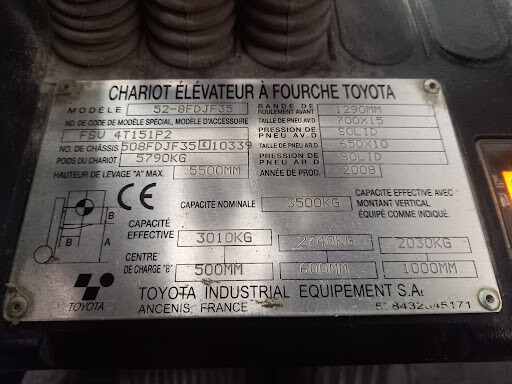 CHARIOT ÉLÉVATEUR À FOURCHE TOYOTA
MODÈLE 52-8FDJF35 BANDE DE ROULEMENT AVANT 1290MM
NO. DE CODE DE MODÈLE SPÉCIAL, MODÈLE D'ACCESSOIRE TAILLE DE PNEU AV.D 700X15
FSV 4T151P2 PRESSION DE PNEU AV.D SOLID
NO. DE CHÂSSIS 508FDJF35E10339 TAILLE DE PNEU AR.D 650X10
POIDS DU CHARIOT 5790KG PRESSION DE PNEU AR.D SOLID
HAUTEUR DE LEVAGE "A" MAX. 5500MM ANNÉE DE PROD. 2008
CE CAPACITÉ NOMINALE 3500KG CAPACITÉ EFFECTIVE AVEC
MONTANT VERTICAL
ÉQUIPÉ COMME INDIQUÉ.
B
B A
CAPACITÉ
EFFECTIVE 3010KG 2740KG 2030KG
CENTRE
DE CHARGE "B" 500MM 600MM 1000MM
TOYOTA
TOYOTA INDUSTRIAL EQUIPEMENT S.A.
ANCENIS, FRANCE